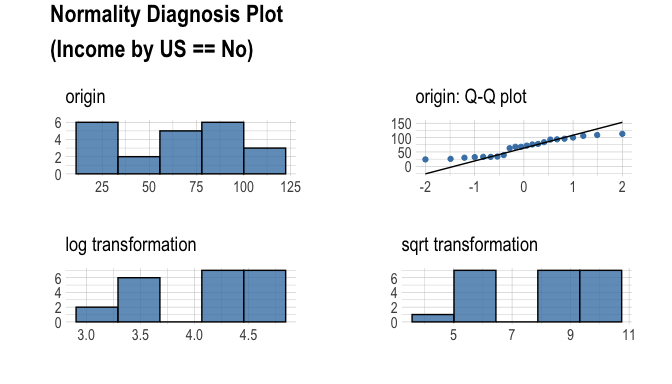 Normality Diagnosis Plot
(Income by US == No)
origin
6
4
2
0
25 50 75 100 125
origin: Q-Q plot
150
100
50
0
-2 -1 0 1 2
log transformation
6
4
2
0
3.0 3.5 4.0 4.5
sqrt transformation
6
4
2
0
5 7 9 11